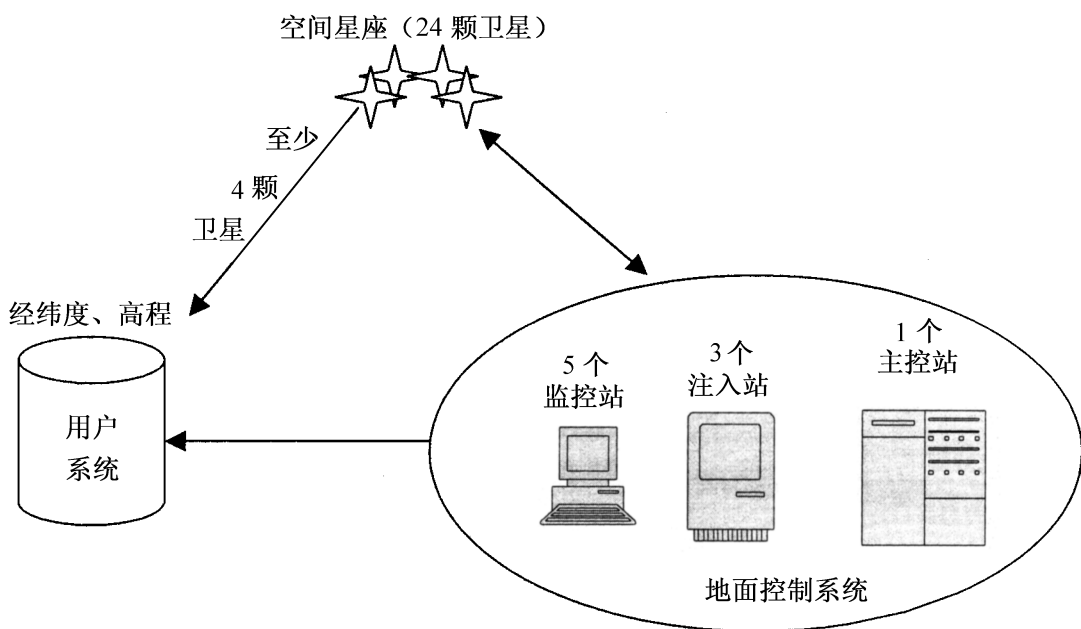 空间星座（24 颗卫星）
至少
4 颗
卫星
经纬度、高程
用户
系统
5 个
监控站
3 个
注入站
1 个
主控站
地面控制系统